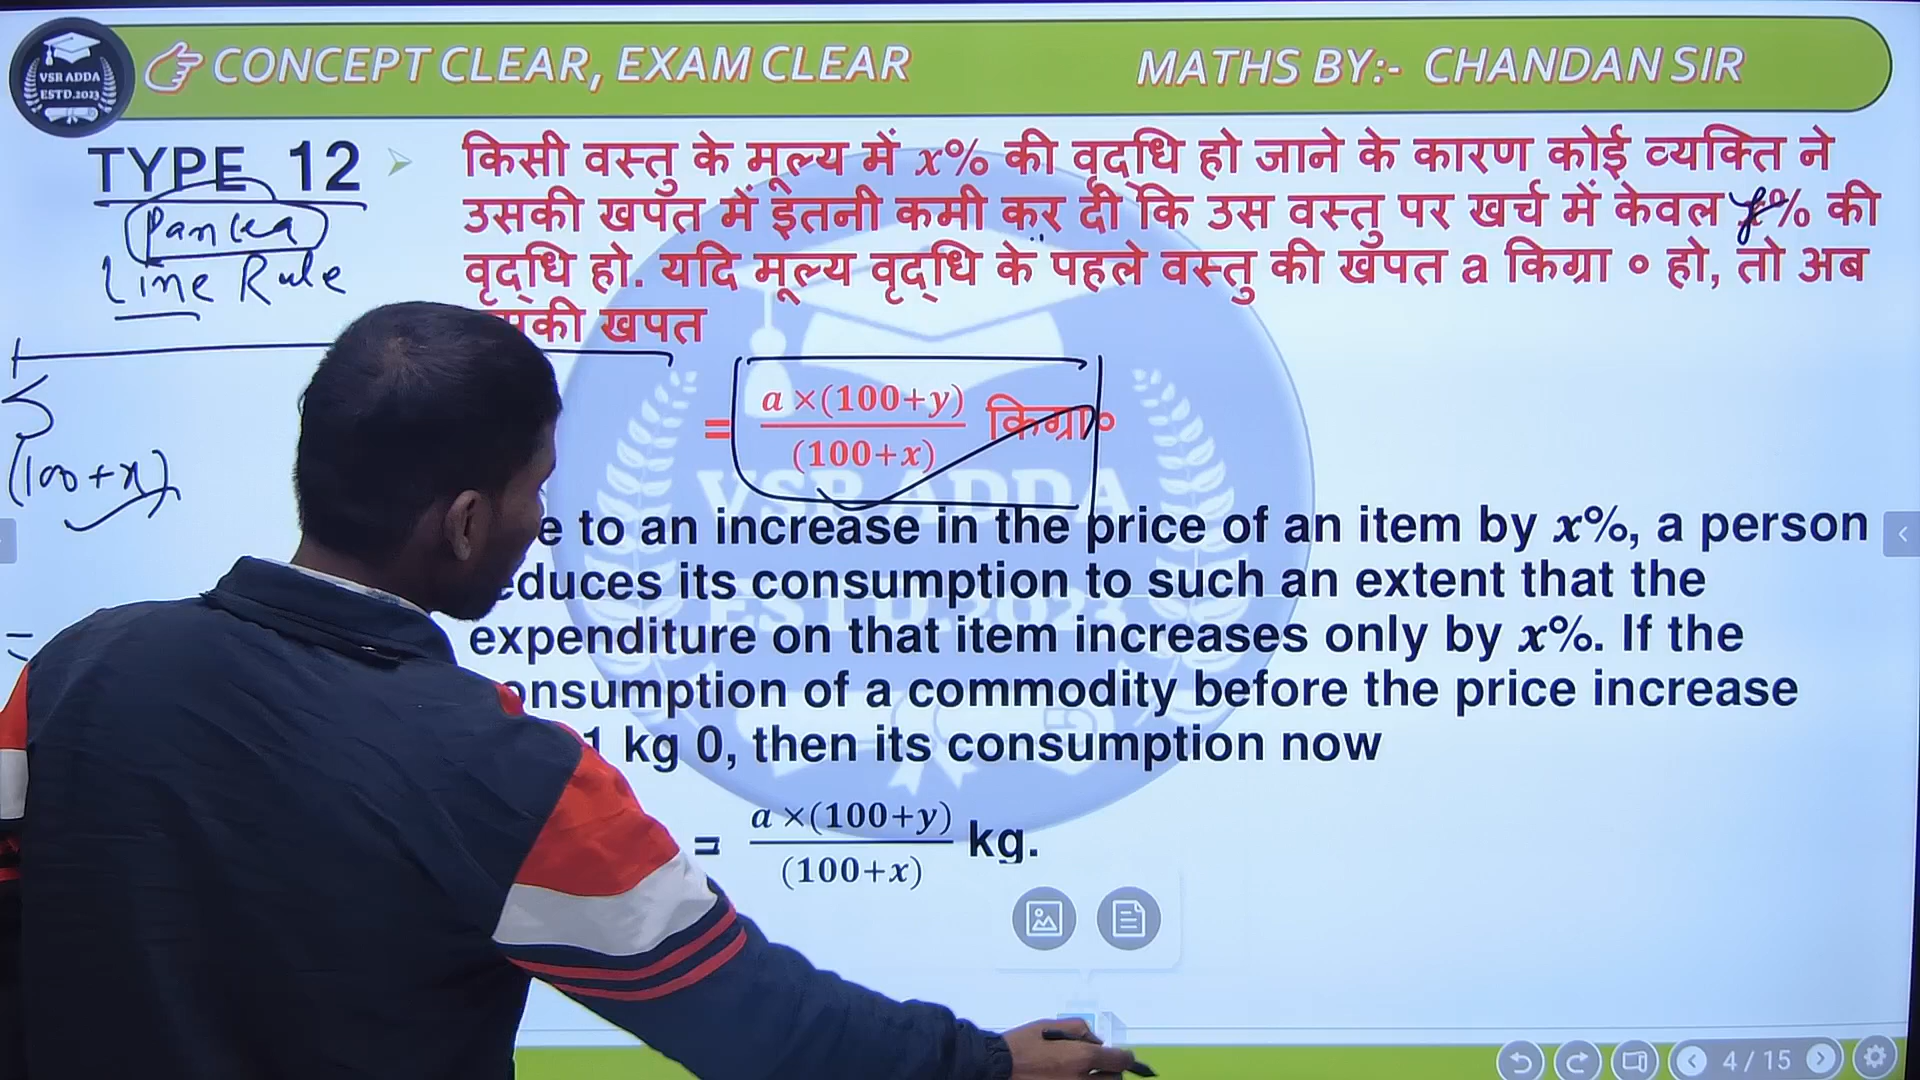 VSR ADDA
ESTD.2023
CONCEPT CLEAR, EXAM CLEAR
MATHS BY:- CHANDAN SIR
TYPE 12
Line Rule
किसी वस्तु के मूल्य में x% की वृद्धि हो जाने के कारण कोई व्यक्ति ने
उसकी खपत में इतनी कमी कर दी कि उस वस्तु पर खर्च में केवल y% की
वृद्धि हो. यदि मूल्य वृद्धि के पहले वस्तु की खपत a किग्रा ० हो, तो अब
खपत
= a ×(100+y) / (100+x) किग्रा०
(100+x)
=
to an increase in the price of an item by x%, a person
its consumption to such an extent that the
expenditure on that item increases only by x%. If the
of a commodity before the price increase
1 kg 0, then its consumption now
= a ×(100+y) / (100+x) kg.
VSR ADDA
ESTD.2023
4 / 15